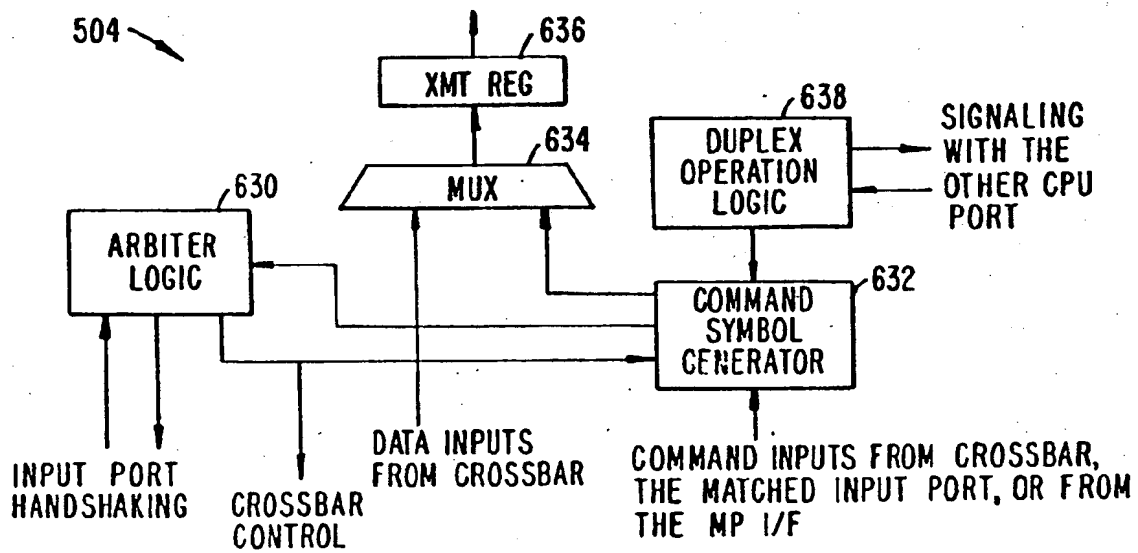 504
636
XMT REG
638
DUPLEX
OPERATION
LOGIC
SIGNALING
WITH THE
OTHER CPU
PORT
634
MUX
630
ARBITER
LOGIC
632
COMMAND
SYMBOL
GENERATOR
INPUT PORT
HANDSHAKING
CROSSBAR
CONTROL
DATA INPUTS
FROM CROSSBAR
COMMAND INPUTS FROM CROSSBAR,
THE MATCHED INPUT PORT, OR FROM
THE MP I/F